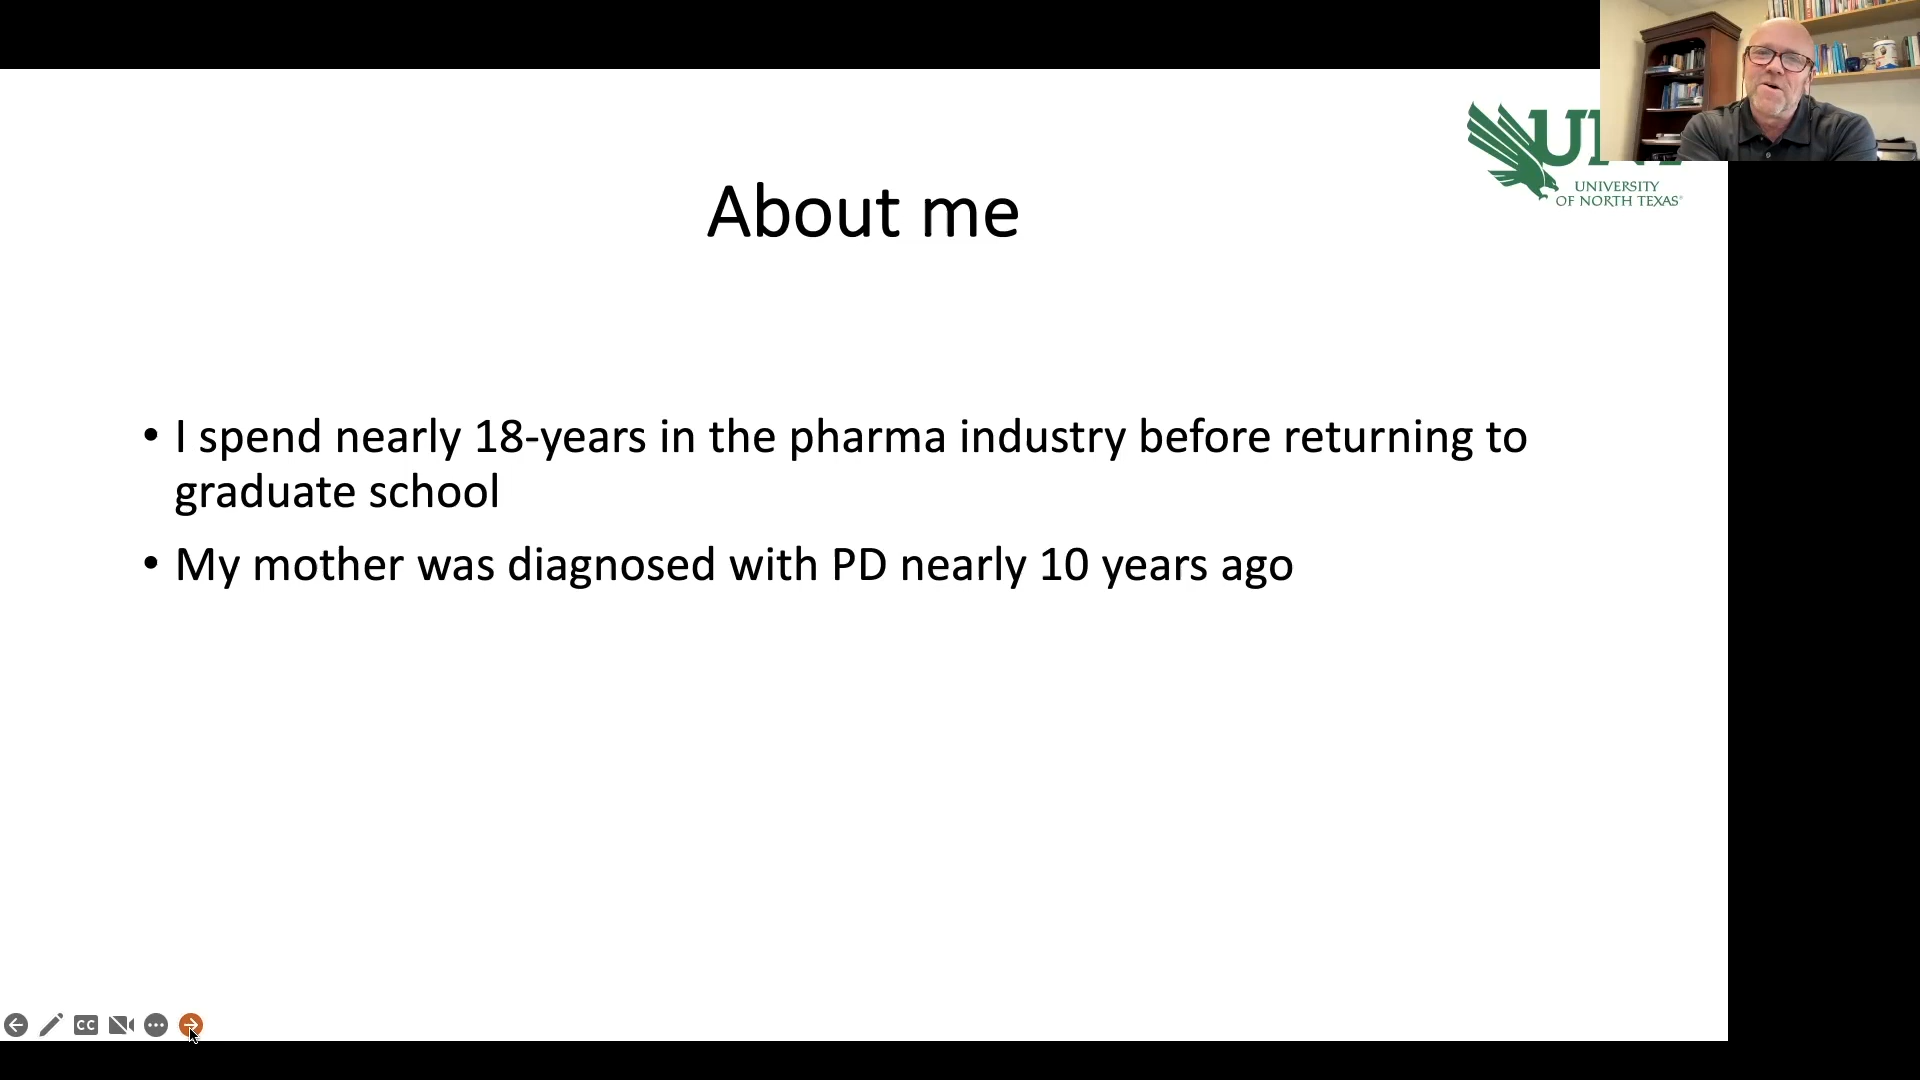 UNIVERSITY
OF NORTH TEXAS®
About me
• I spend nearly 18-years in the pharma industry before returning to
graduate school
• My mother was diagnosed with PD nearly 10 years ago
CC